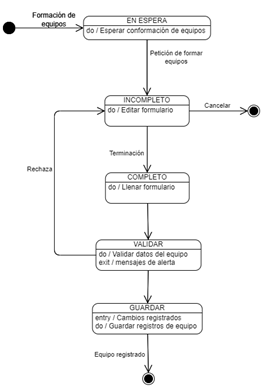 Formación de
equipos
EN ESPERA
do / Esperar conformación de equipos
Petición de formar
equipos
INCOMPLETO
do / Editar formulario
Cancelar
Terminación
Rechaza
COMPLETO
do / Llenar formulario
VALIDAR
do / Validar datos del equipo
exit / mensajes de alerta
GUARDAR
entry / Cambios registrados
do / Guardar registros de equipo
Equipo registrado